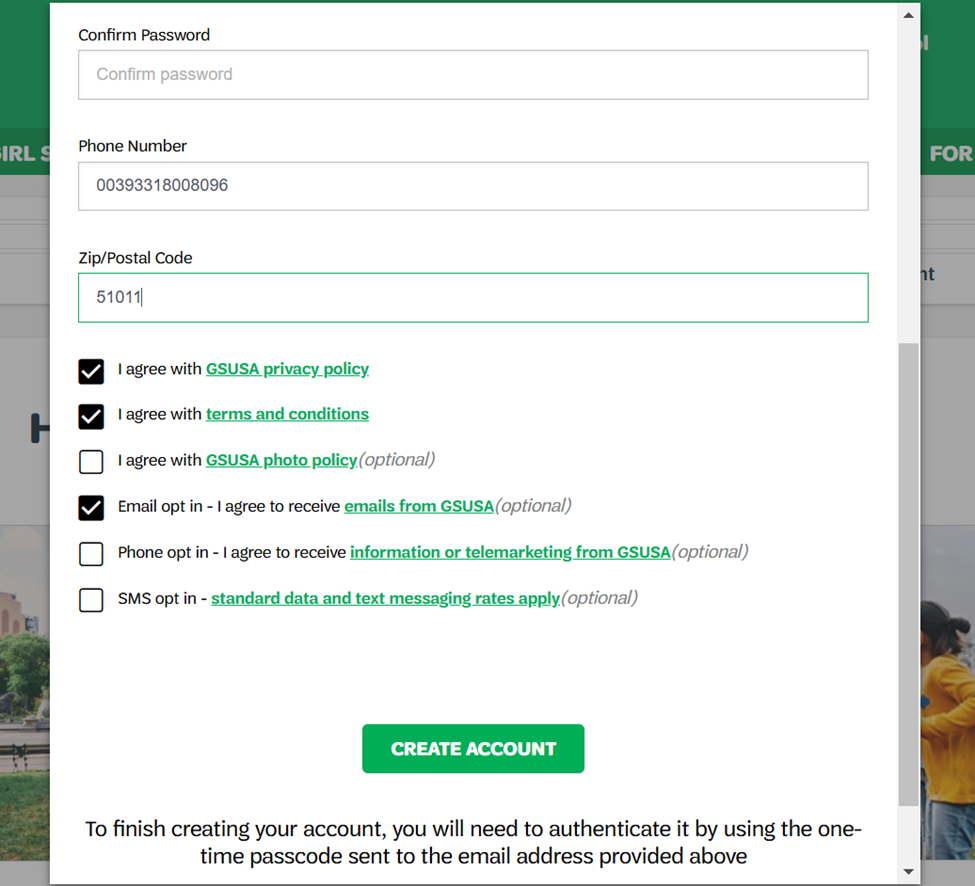 Confirm Password
Confirm password
Phone Number
00393318008096
Zip/Postal Code
51011
I agree with GSUSA privacy policy
I agree with terms and conditions
I agree with GSUSA photo policy(optional)
Email opt in - I agree to receive emails from GSUSA(optional)
Phone opt in - I agree to receive information or telemarketing from GSUSA(optional)
SMS opt in - standard data and text messaging rates apply(optional)
CREATE ACCOUNT
To finish creating your account, you will need to authenticate it by using the one-
time passcode sent to the email address provided above
FOR